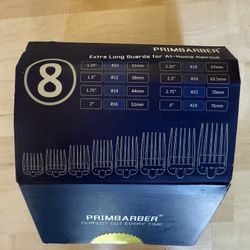 PRIMBARBER
Extra Long Guards for At-Home Haircut
8
1.25" #10 32mm 2.25" #18 57mm
1.5" #12 38mm 2.5" #20 63.5mm
1.75" #14 44mm 2.75" #22 70mm
2" #16 51mm 3" #24 76mm
PRIMBARBER
PERFECT CUT EVERY TIME